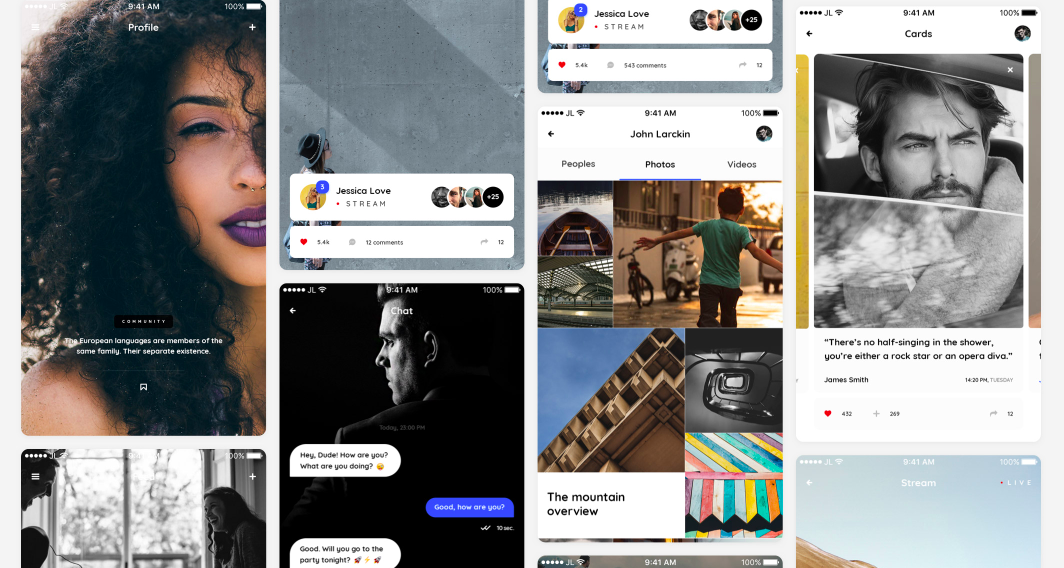 JL 9:41 AM 100%
Profile
COMMUNITY
The European languages are members of the
same family. Their separate existence.
JL 9:41 AM 100%
3
Jessica Love
STREAM
+25
5.4k 12 comments 12
JL 9:41 AM 100%
Chat
Today, 23:00 PM
Hey, Dude! How are you?
What are you doing? 😄
Good, how are you?
10 sec.
Good. Will you go to the
party tonight? 🚀⚡🚀
2
Jessica Love
STREAM
+25
5.4k 543 comments 12
JL 9:41 AM 100%
John Larckin
Peoples Photos Videos
The mountain
overview
JL 9:41 AM 100%
JL 9:41 AM 100%
Cards
“There’s no half-singing in the shower,
you’re either a rock star or an opera diva.”
James Smith 14:20 PM, TUESDAY
432 269 12
JL 9:41 AM 100%
Stream
LIVE